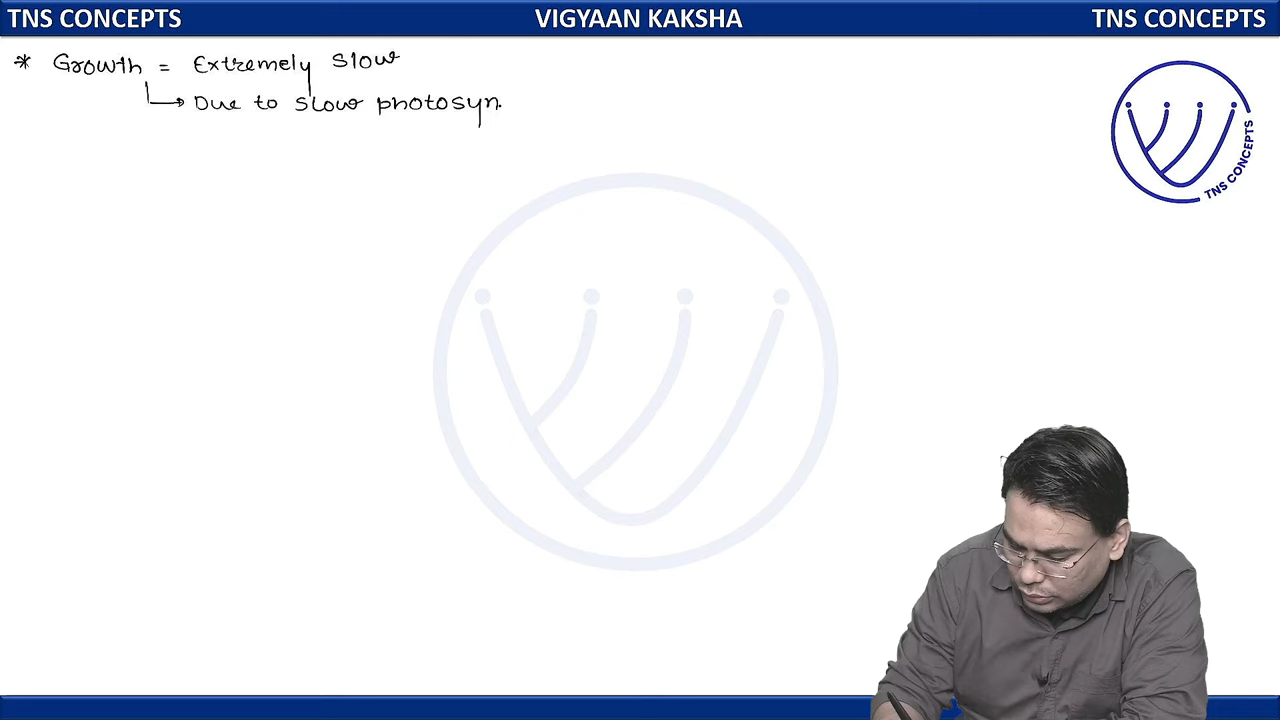 TNS CONCEPTS VIGYAAN KAKSHA TNS CONCEPTS
* Growth = Extremely slow
Due to slow photosyn.
TNS CONCEPTS